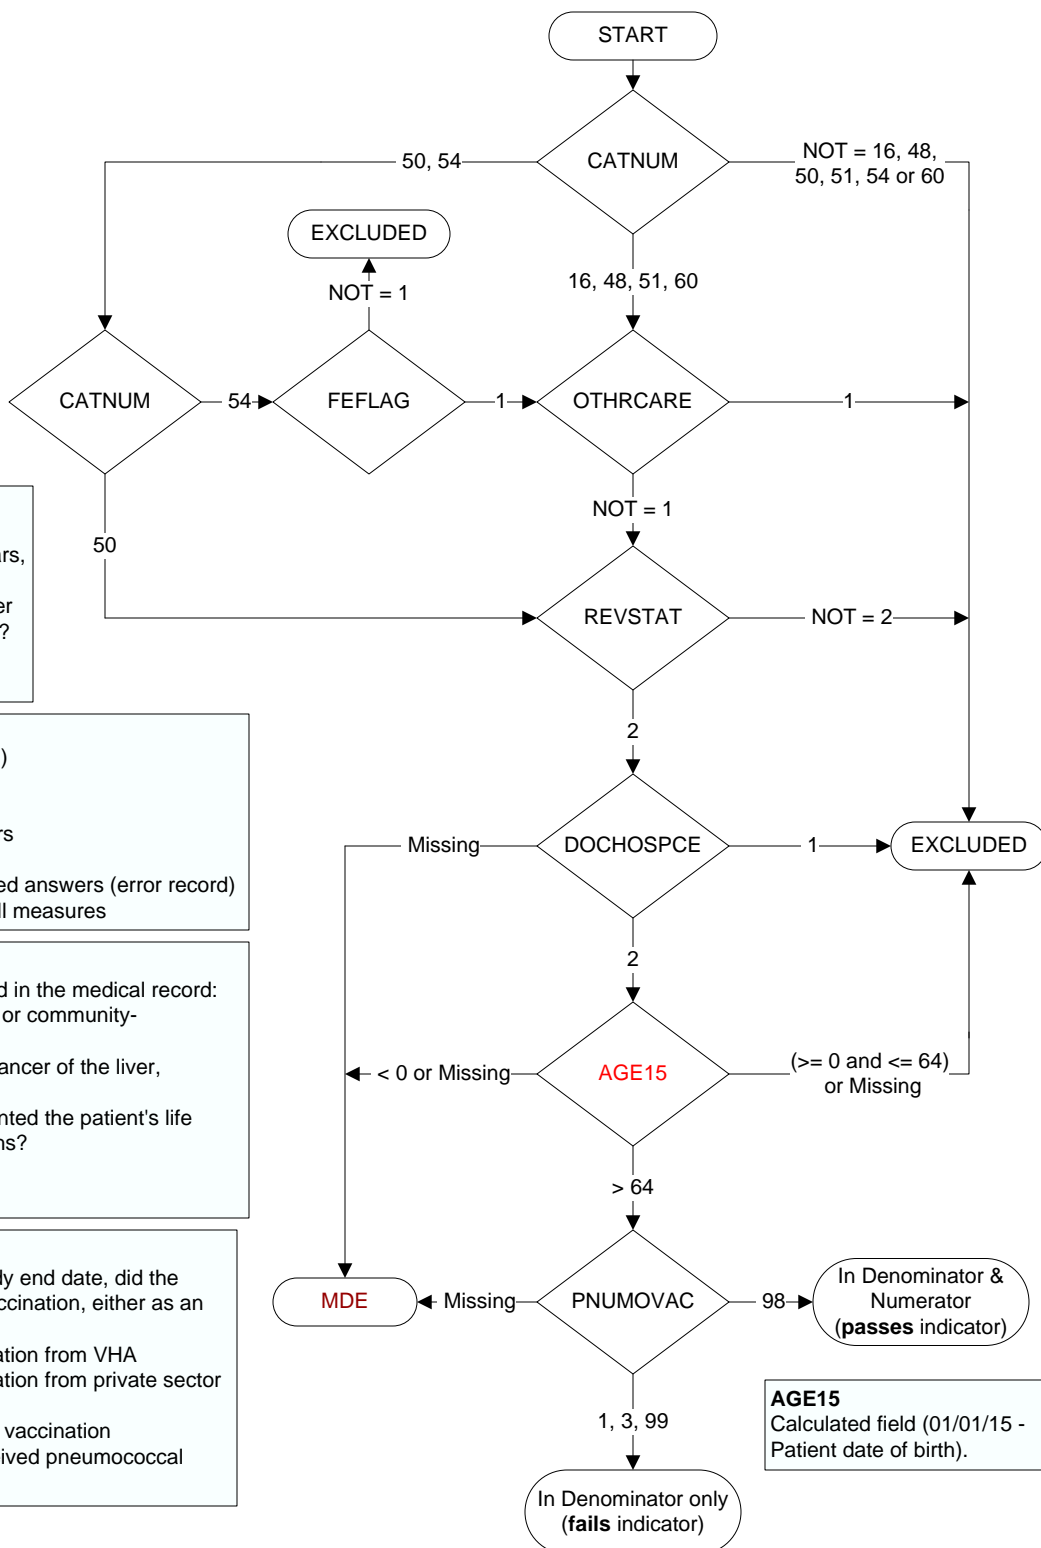 START
CATNUM
50, 54
NOT = 16, 48,
50, 51, 54 or 60
EXCLUDED
NOT = 1
16, 48, 51, 60
CATNUM
54
FEFLAG
1
OTHRCARE
1
NOT = 1
50
REVSTAT
NOT = 2
2
Missing
DOCHOSPCE
1
EXCLUDED
2
< 0 or Missing
AGE15
(>= 0 and <= 64)
or Missing
> 64
MDE
Missing
PNUMOVAC
98
In Denominator &
Numerator
(passes indicator)
1, 3, 99
In Denominator only
(fails indicator)
AGE15
Calculated field (01/01/15 -
Patient date of birth).
?
)
ed answers (error record)
measures
d in the medical record:
or community-
ancer of the liver,
nted the patient's life
end date, did the
either as an
ation from VHA
ation from private sector
vaccination
pneumococcal